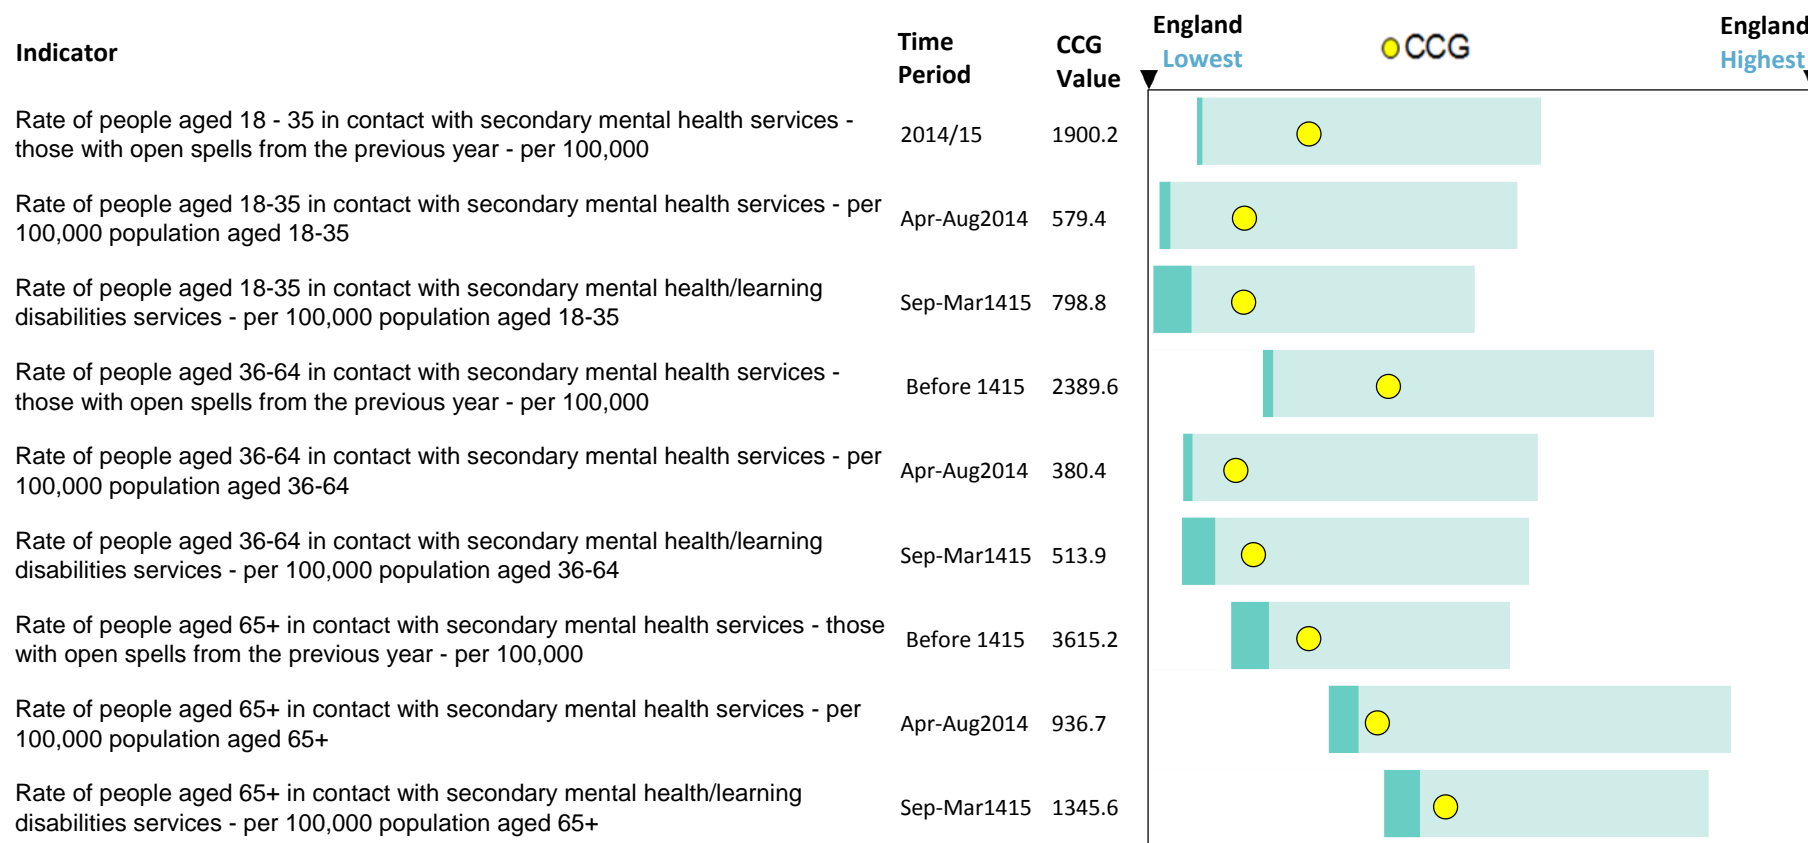 Indicator
Time Period
CCG Value
England Lowest
CCG
England Highest
Rate of people aged 18 - 35 in contact with secondary mental health services -
those with open spells from the previous year - per 100,000
2014/15 1900.2
Rate of people aged 18-35 in contact with secondary mental health services - per
100,000 population aged 18-35
Apr-Aug2014 579.4
Rate of people aged 18-35 in contact with secondary mental health/learning
disabilities services - per 100,000 population aged 18-35
Sep-Mar1415 798.8
Rate of people aged 36-64 in contact with secondary mental health services -
those with open spells from the previous year - per 100,000
Before 1415 2389.6
Rate of people aged 36-64 in contact with secondary mental health services - per
100,000 population aged 36-64
Apr-Aug2014 380.4
Rate of people aged 36-64 in contact with secondary mental health/learning
disabilities services - per 100,000 population aged 36-64
Sep-Mar1415 513.9
Rate of people aged 65+ in contact with secondary mental health services - those
with open spells from the previous year - per 100,000
Before 1415 3615.2
Rate of people aged 65+ in contact with secondary mental health services - per
100,000 population aged 65+
Apr-Aug2014 936.7
Rate of people aged 65+ in contact with secondary mental health/learning
disabilities services - per 100,000 population aged 65+
Sep-Mar1415 1345.6